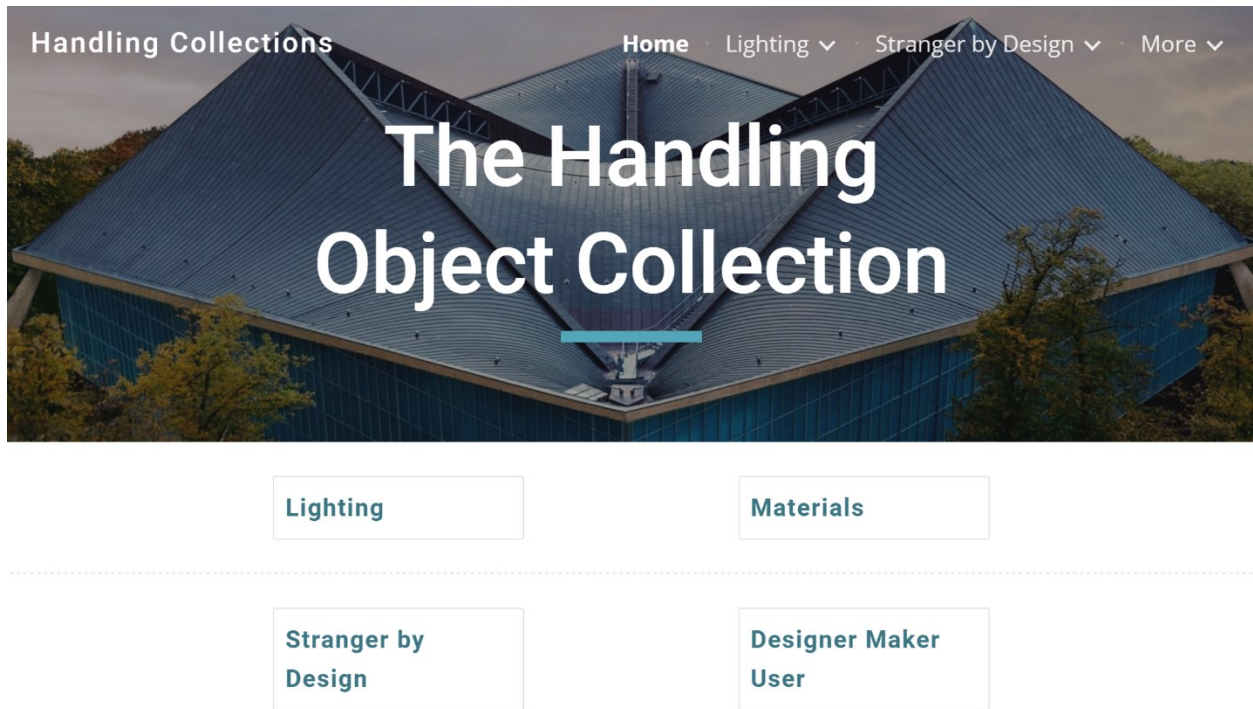 Handling Collections
Home · Lighting · Stranger by Design · More
The Handling
Object Collection
Lighting
Materials
Stranger by
Design
Designer Maker
User